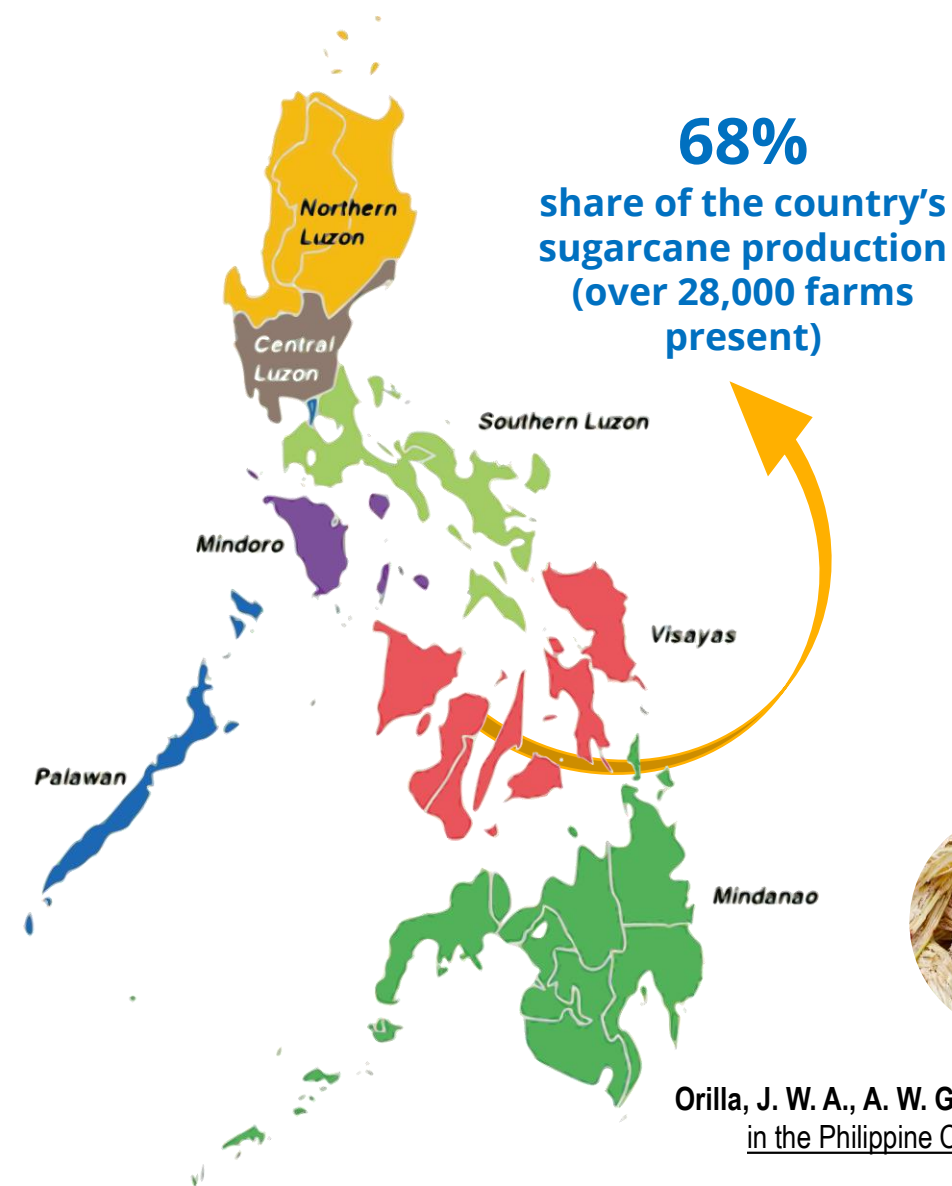 68%
share of the country's
sugarcane production
(over 28,000 farms
present)
Northern
Luzon
Central
Luzon
Southern Luzon
Mindoro
Visayas
Palawan
Mindanao
Orilla, J. W. A., A. W. G
in the Philippine